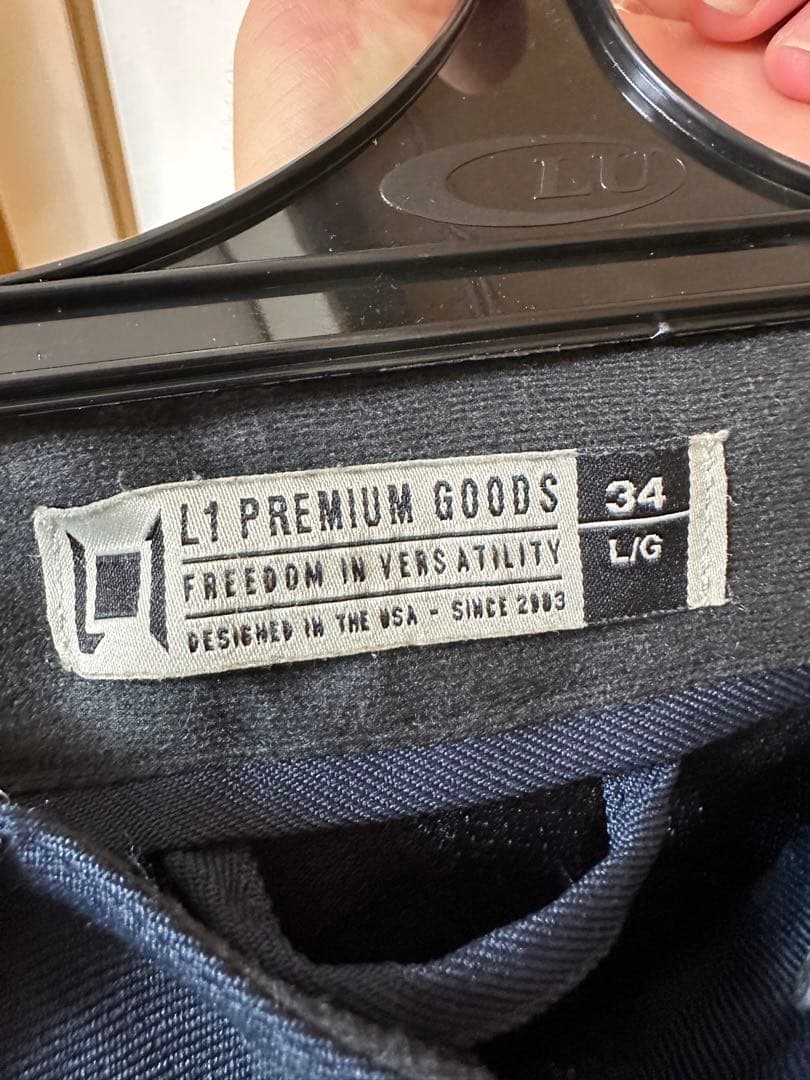 LU
L1 PREMIUM GOODS
FREEDOM IN VERSATILITY
DESIGNED IN THE USA - SINCE 2003
34
L/G